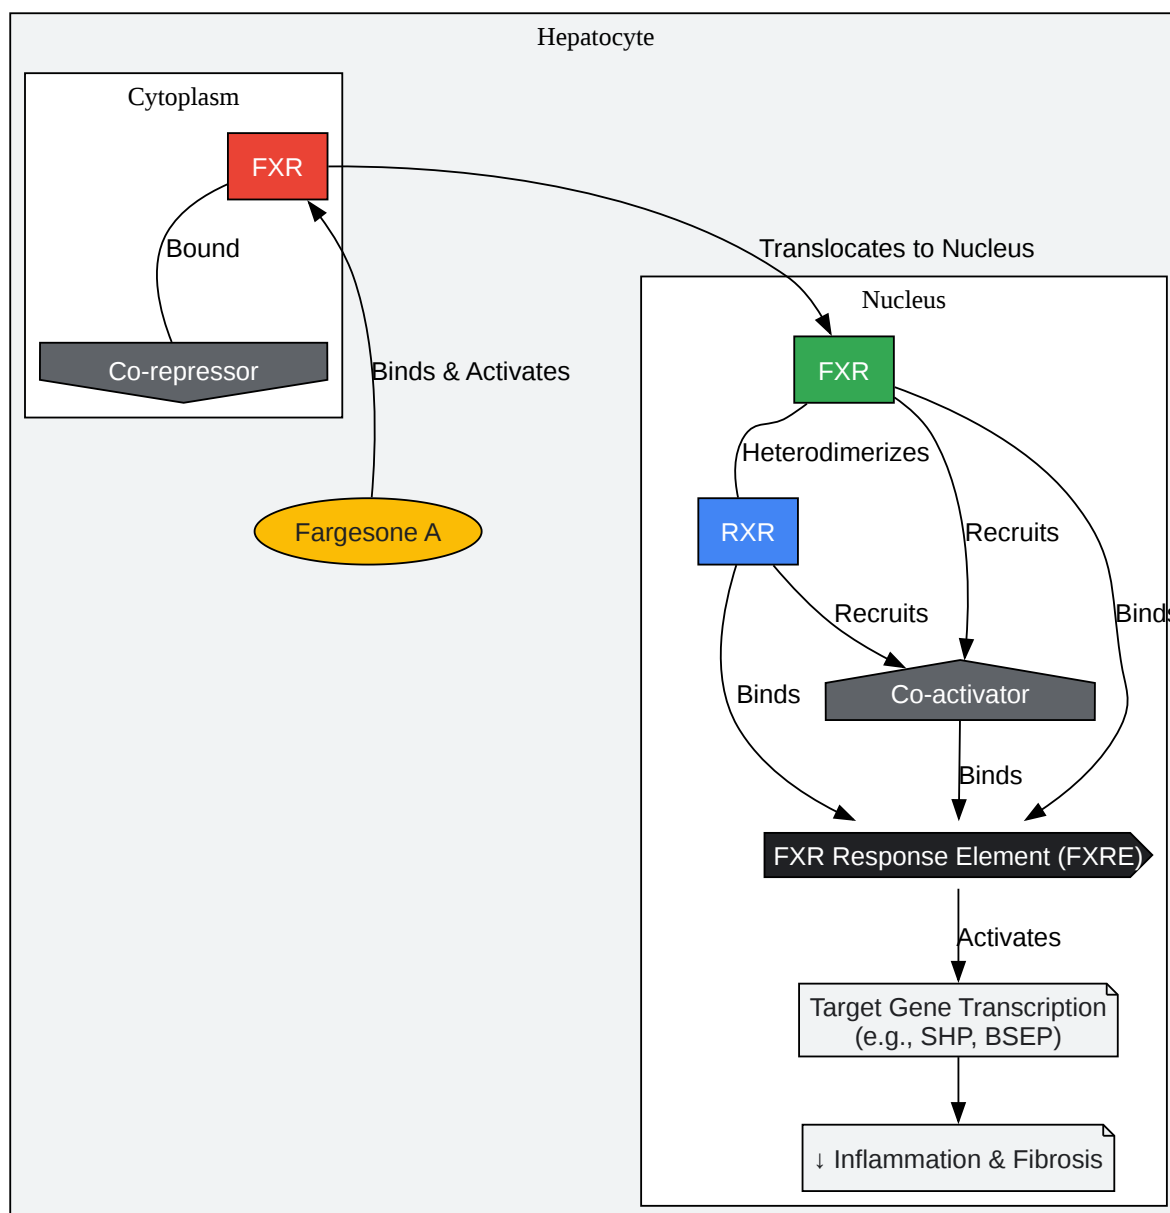 Hepatocyte
Cytoplasm
FXR
Bound
Translocates to Nucleus
Nucleus
Co-repressor
Binds & Activates
FXR
Heterodimerizes
Fargesone A
RXR
Recruits
Recruits
Binds
Binds
Co-activator
Binds
FXR Response Element (FXRE)
Activates
Target Gene Transcription
(e.g., SHP, BSEP)
↓ Inflammation & Fibrosis